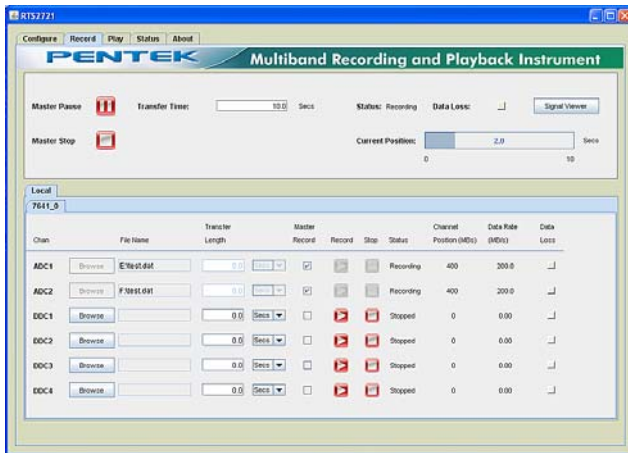 RTS2721
Configure Record Play Status About
PENTEK Multiband Recording and Playback Instrument
Master Pause Transfer Time: 10.0 Secs Status: Recording Data Loss: Signal Viewer
Master Stop Current Position: 2.0 Secs
0 10
Local
7641_0
Transfer Master Channel Data Rate Data
Chan File Name Length Record Record Stop Status Position (MBs) (MB/s) Loss
ADC1 Browse E:\test.dat 0.0 Secs Recording 400 200.0
ADC2 Browse F:\test.dat 0.0 Secs Recording 400 200.0
DDC1 Browse 0.0 Secs Stopped 0 0.00
DDC2 Browse 0.0 Secs Stopped 0 0.00
DDC3 Browse 0.0 Secs Stopped 0 0.00
DDC4 Browse 0.0 Secs Stopped 0 0.00